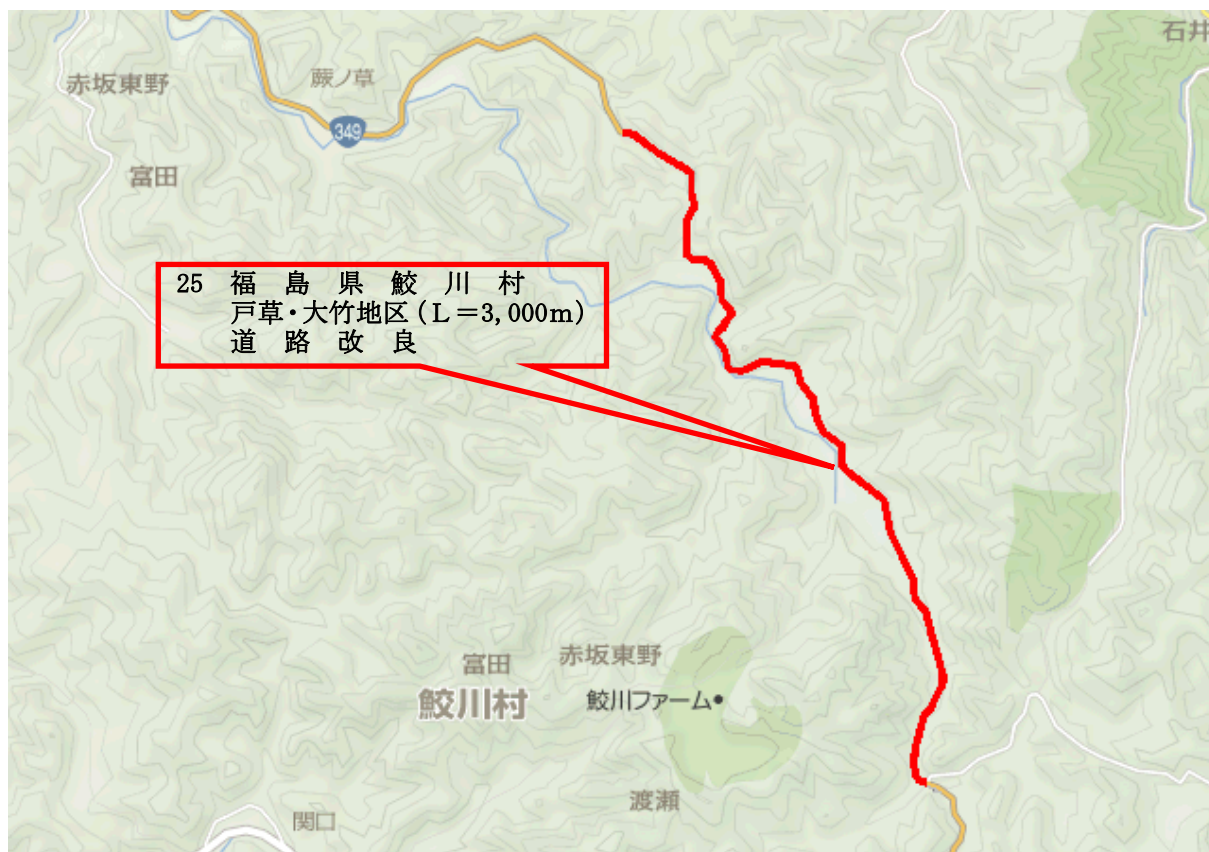 石井
赤坂東野
蕨ノ草
349
富田
25 福島県鮫川村
戸草・大竹地区(L=3,000m)
道路改良
富田
赤坂東野
鮫川村
鮫川ファーム
渡瀬
関口